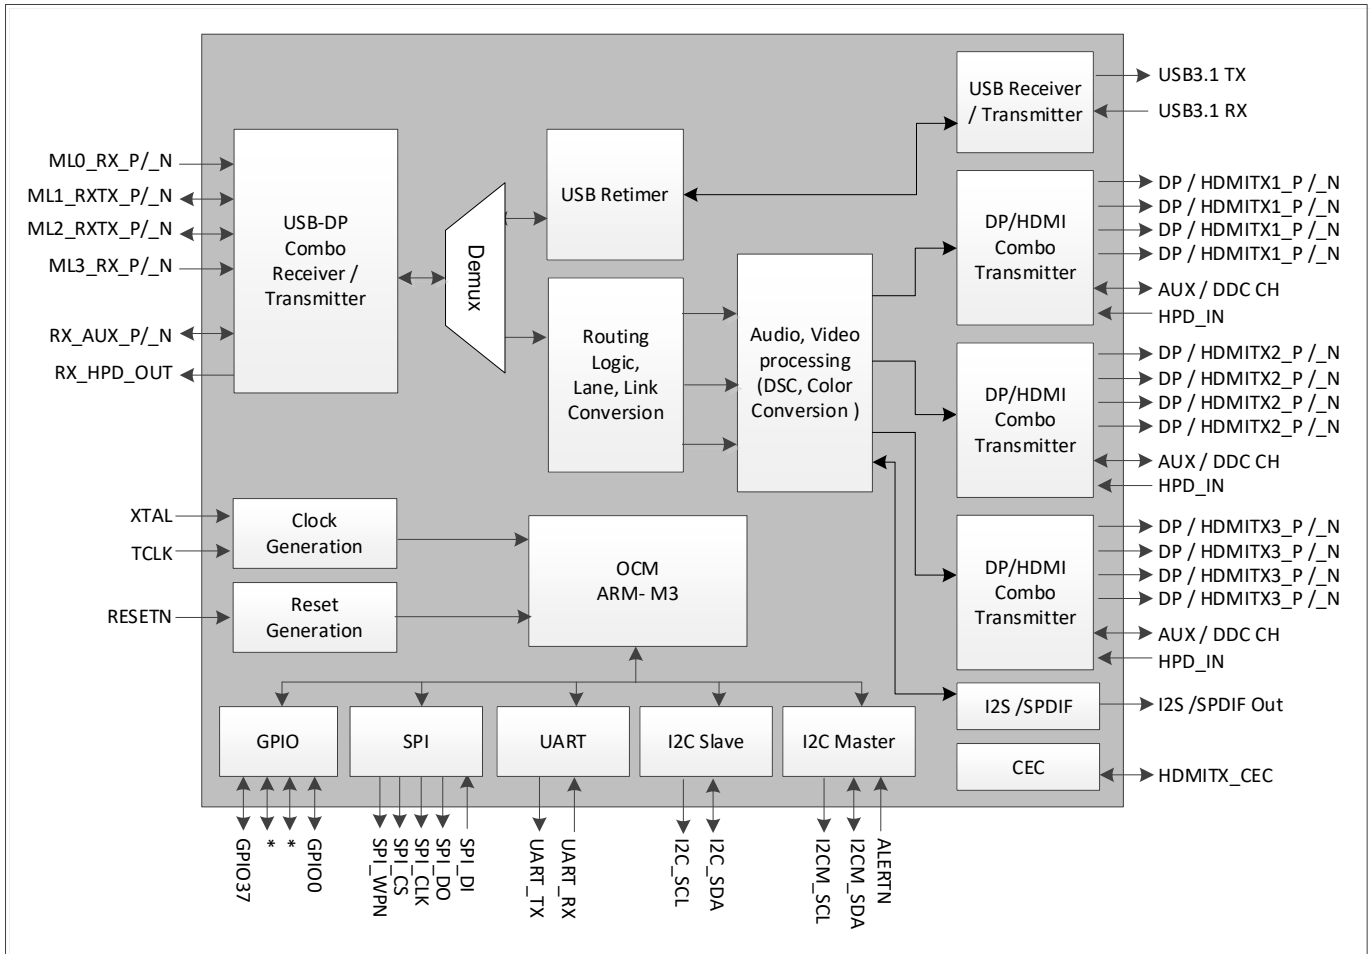 USB3.1 TX
USB3.1 RX
USB Receiver
/ Transmitter
ML0_RX_P/_N
ML1_RXTX_P/_N
ML2_RXTX_P/_N
ML3_RX_P/_N
RX_AUX_P/_N
RX_HPD_OUT
USB-DP
Combo
Receiver /
Transmitter
Demux
USB Retimer
Routing
Logic,
Lane, Link
Conversion
Audio, Video
processing
(DSC, Color
Conversion )
DP/HDMI
Combo
Transmitter
DP / HDMITX1_P /_N
DP / HDMITX1_P /_N
DP / HDMITX1_P /_N
DP / HDMITX1_P /_N
AUX / DDC CH
HPD_IN
DP/HDMI
Combo
Transmitter
DP / HDMITX2_P /_N
DP / HDMITX2_P /_N
DP / HDMITX2_P /_N
DP / HDMITX2_P /_N
AUX / DDC CH
HPD_IN
DP/HDMI
Combo
Transmitter
DP / HDMITX3_P /_N
DP / HDMITX3_P /_N
DP / HDMITX3_P /_N
DP / HDMITX3_P /_N
AUX / DDC CH
HPD_IN
XTAL
TCLK
RESETN
Clock
Generation
Reset
Generation
OCM
ARM- M3
I2S /SPDIF
I2S /SPDIF Out
CEC
HDMITX_CEC
GPIO
SPI
UART
I2C Slave
I2C Master
GPIO37
*
*
GPIO0
SPI_WPN
SPI_CS
SPI_CLK
SPI_DO
SPI_DI
UART_TX
UART_RX
I2C_SCL
I2C_SDA
I2CM_SCL
I2CM_SDA
ALERTN